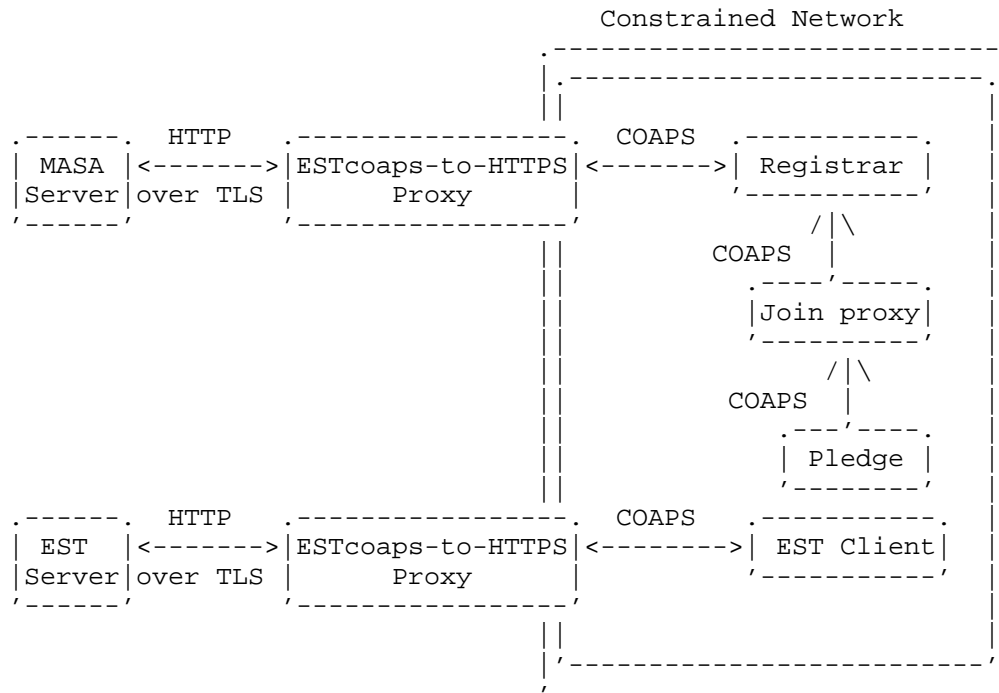 Constrained Network
HTTP COAPS
MASA <-------> ESTcoaps-to-HTTPS <-------> Registrar
Server over TLS Proxy
COAPS
Join proxy
COAPS
Pledge
HTTP COAPS
EST <-------> ESTcoaps-to-HTTPS <--------> EST Client
Server over TLS Proxy